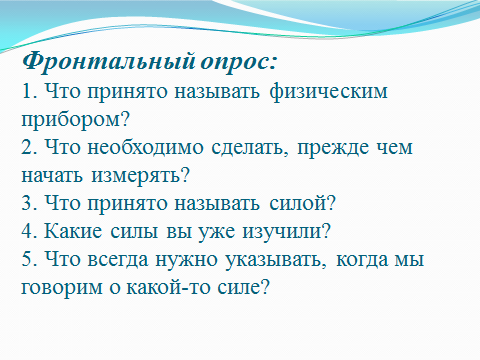 Фронтальный опрос:
1. Что принято называть физическим
прибором?
2. Что необходимо сделать, прежде чем
начать измерять?
3. Что принято называть силой?
4. Какие силы вы уже изучили?
5. Что всегда нужно указывать, когда мы
говорим о какой-то силе?